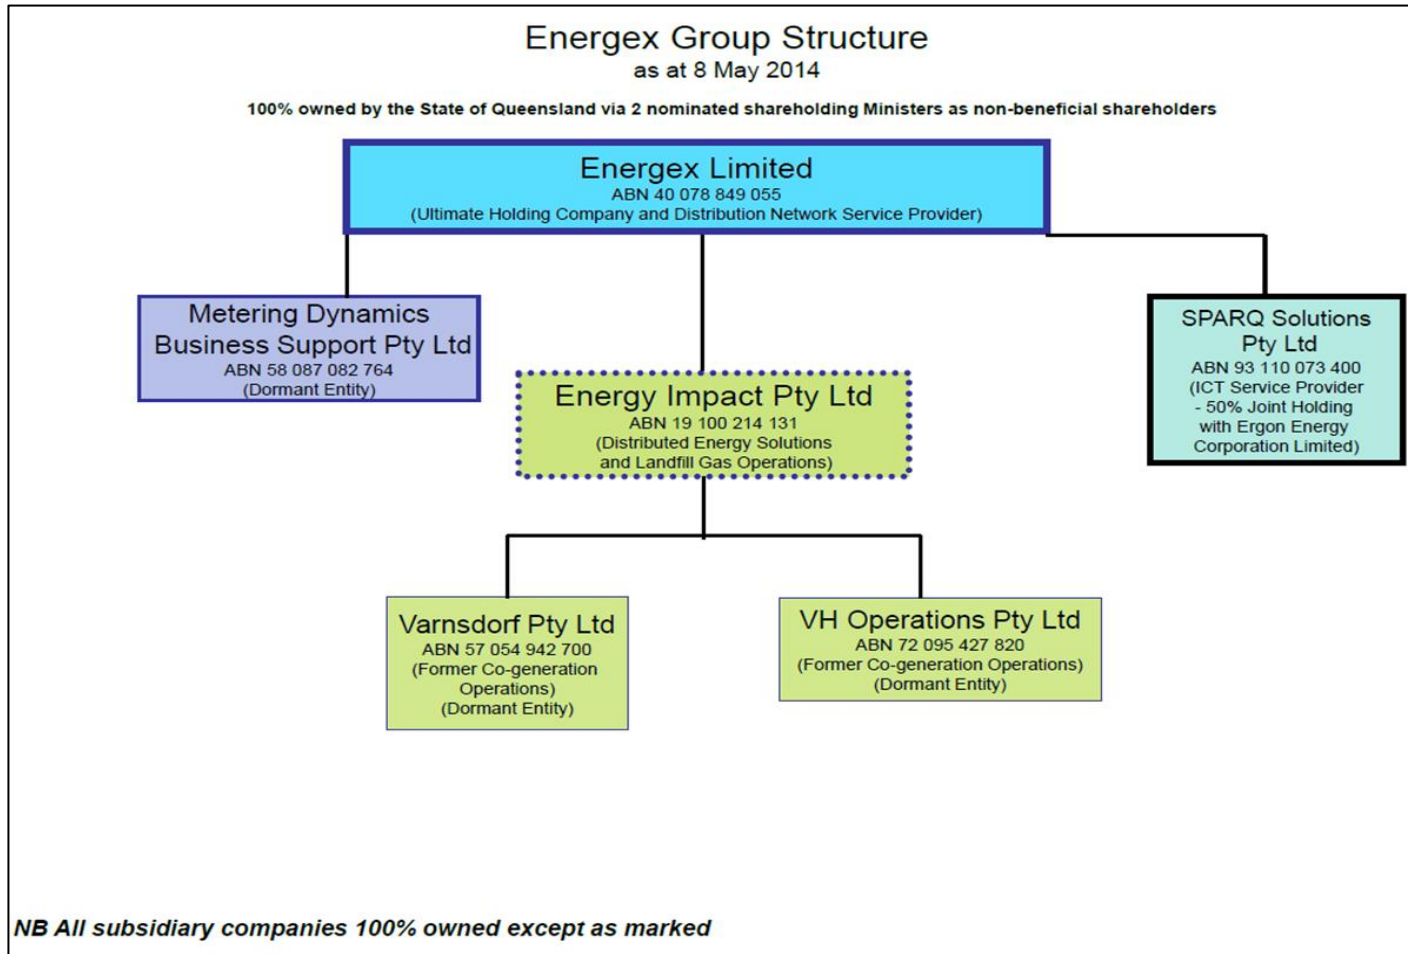 Energex Group Structure
as at 8 May 2014
100% owned by the State of Queensland via 2 nominated shareholding Ministers as non-beneficial shareholders
Energex Limited
ABN 40 078 849 055
(Ultimate Holding Company and Distribution Network Service Provider)
Metering Dynamics
Business Support Pty Ltd
ABN 58 087 082 764
(Dormant Entity)
Energy Impact Pty Ltd
ABN 19 100 214 131
(Distributed Energy Solutions
and Landfill Gas Operations)
SPARQ Solutions
Pty Ltd
ABN 93 110 073 400
(ICT Service Provider
- 50% Joint Holding
with Ergon Energy
Corporation Limited)
Varnsdorf Pty Ltd
ABN 57 054 942 700
(Former Co-generation
Operations)
(Dormant Entity)
VH Operations Pty Ltd
ABN 72 095 427 820
(Former Co-generation Operations)
(Dormant Entity)
NB All subsidiary companies 100% owned except as marked